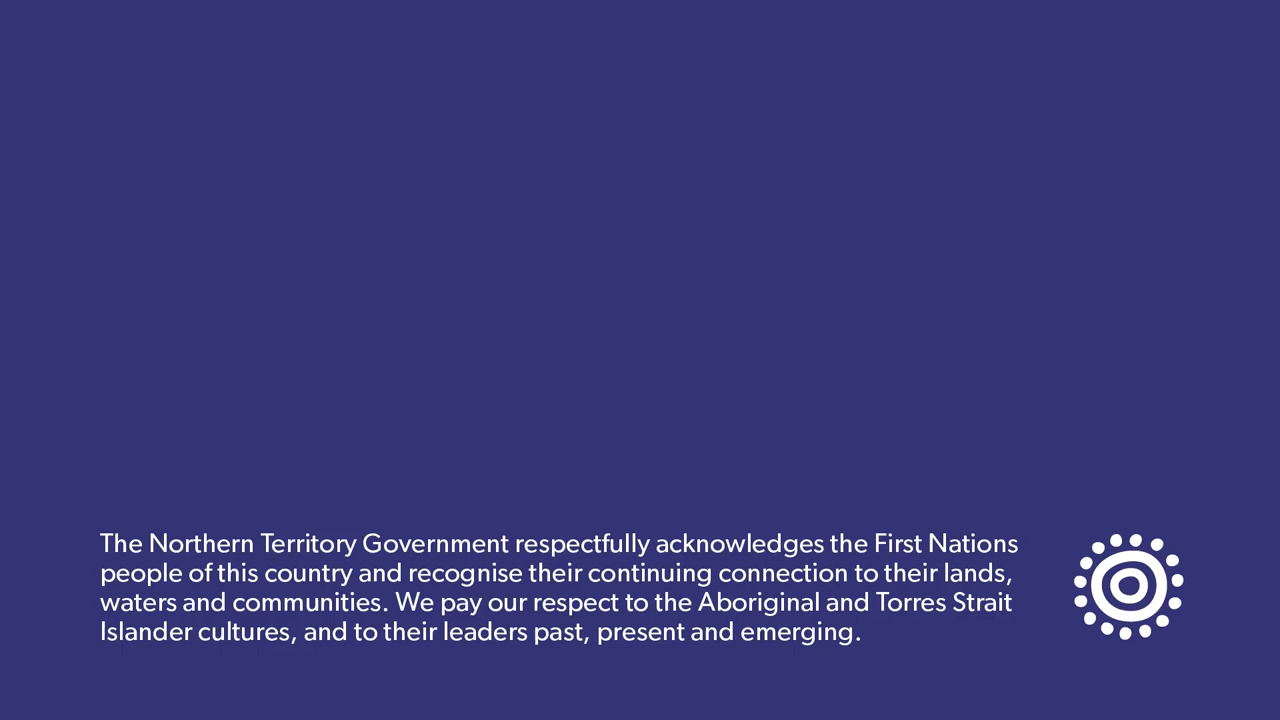 The Northern Territory Government respectfully acknowledges the First Nations
people of this country and recognise their continuing connection to their lands,
waters and communities. We pay our respect to the Aboriginal and Torres Strait
Islander cultures, and to their leaders past, present and emerging.